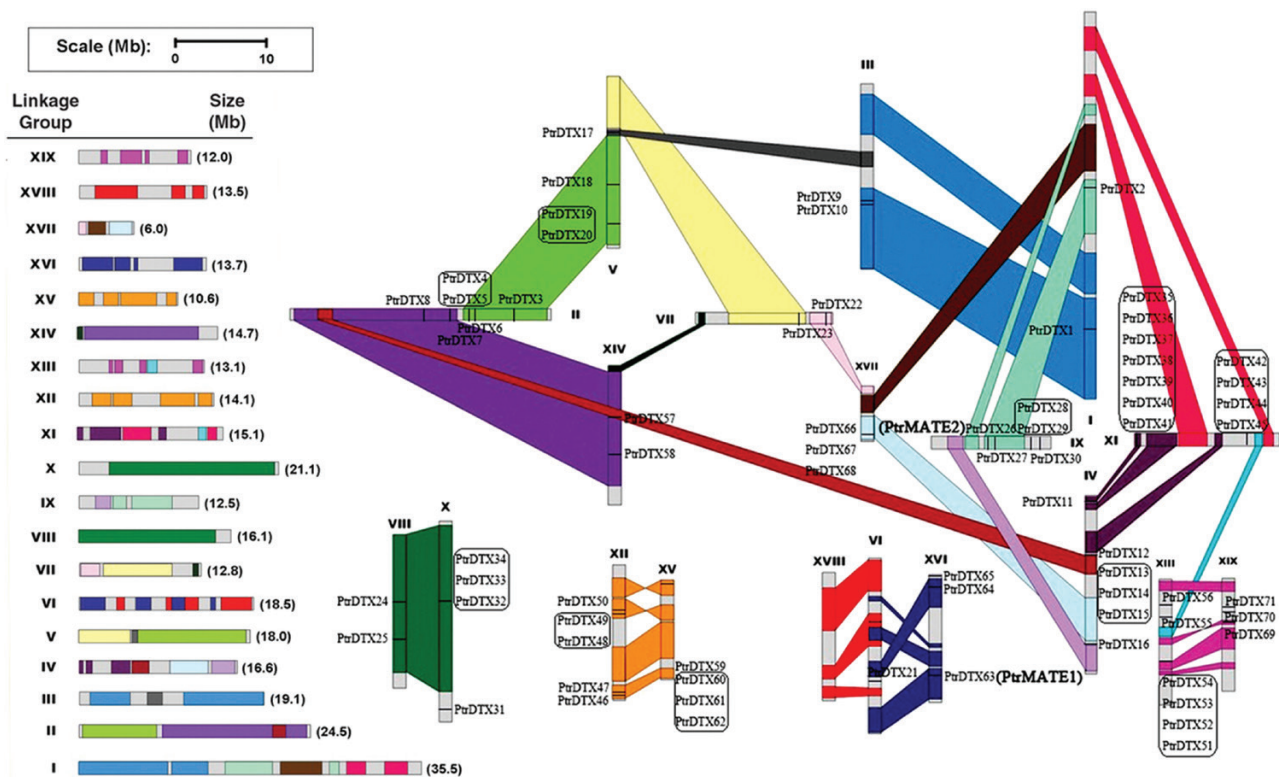 Scale (Mb):
0 10
Linkage Group Size (Mb)
XIX (12.0)
XVIII (13.5)
XVII (6.0)
XVI (13.7)
XV (10.6)
XIV (14.7)
XIII (13.1)
XII (14.1)
XI (15.1)
X (21.1)
IX (12.5)
VIII (16.1)
VII (12.8)
VI (18.5)
V (18.0)
IV (16.6)
III (19.1)
II (24.5)
I (35.5)
PtrDTX17
PtrDTX18
PtrDTX19
PtrDTX20
V
PtrDTX8
PtrDTX4
PtrDTX5
PtrDTX3
PtrDTX6
PtrDTX7
II
VII
PtrDTX22
PtrDTX23
XIV
PtrDTX57
PtrDTX58
III
PtrDTX9
PtrDTX10
PtrDTX2
PtrDTX1
I
XVII
PtrDTX66
(PtrMATE2)
PtrDTX67
PtrDTX68
PtrDTX26
PtrDTX28
PtrDTX29
PtrDTX27
PtrDTX30
IX
XI
PtrDTX35
PtrDTX36
PtrDTX37
PtrDTX38
PtrDTX39
PtrDTX40
PtrDTX41
PtrDTX42
PtrDTX43
PtrDTX44
PtrDTX45
IV
PtrDTX11
PtrDTX12
PtrDTX13
PtrDTX14
PtrDTX15
PtrDTX16
VIII
X
PtrDTX34
PtrDTX33
PtrDTX32
PtrDTX24
PtrDTX25
PtrDTX31
XII
XV
PtrDTX50
PtrDTX49
PtrDTX48
PtrDTX47
PtrDTX46
PtrDTX59
PtrDTX60
PtrDTX61
PtrDTX62
XVIII
VI
XVI
PtrDTX65
PtrDTX64
PtrDTX21
PtrDTX63
(PtrMATE1)
XIII
XIX
PtrDTX56
PtrDTX55
PtrDTX71
PtrDTX70
PtrDTX69
PtrDTX54
PtrDTX53
PtrDTX52
PtrDTX51